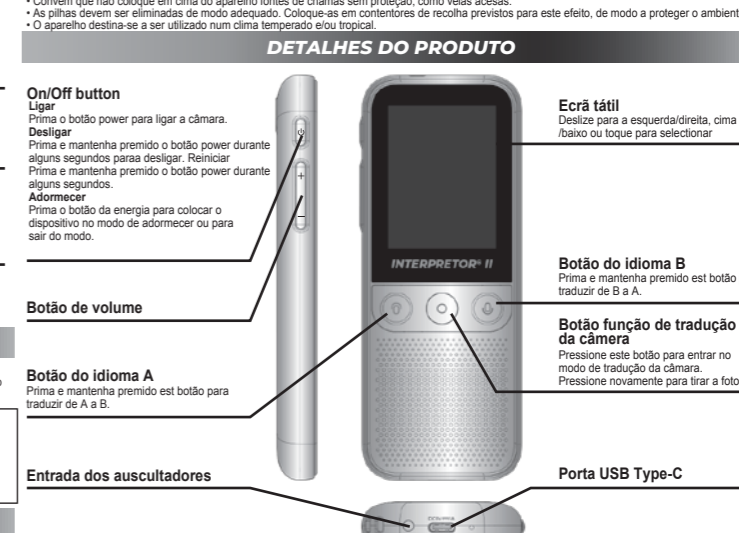 • Convém que não coloque em cima do aparelho fontes de chamas sem proteção, como velas acesas.
• As pilhas devem ser eliminadas de modo adequado. Coloque-as em contentores de recolha previstos para este efeito, de modo a proteger o ambient
• O aparelho destina-se a ser utilizado num clima temperado e/ou tropical.
DETALHES DO PRODUTO
On/Off button
Ligar
Prima o botão power para ligar a câmara.
Desligar
Prima e mantenha premido o botão power durante
alguns segundos paraa desligar. Reiniciar
Prima e mantenha premido o botão power durante
alguns segundos.
Adormecer
Prima o botão da energia para colocar o
dispositivo no modo de adormecer ou para
sair do modo.
Botão de volume
Botão do idioma A
Prima e mantenha premido est botão para
traduzir de A a B.
Entrada dos auscultadores
INTERPRETOR® II
Ecrã tátil
Deslize para a esquerda/direita, cima
/baixo ou toque para selectionar
Botão do idioma B
Prima e mantenha premido est botão
traduzir de B a A.
Botão função de tradução
da câmera
Pressione este botão para entrar no
modo de tradução da câmara.
Pressione novamente para tirar a foto
Porta USB Type-C